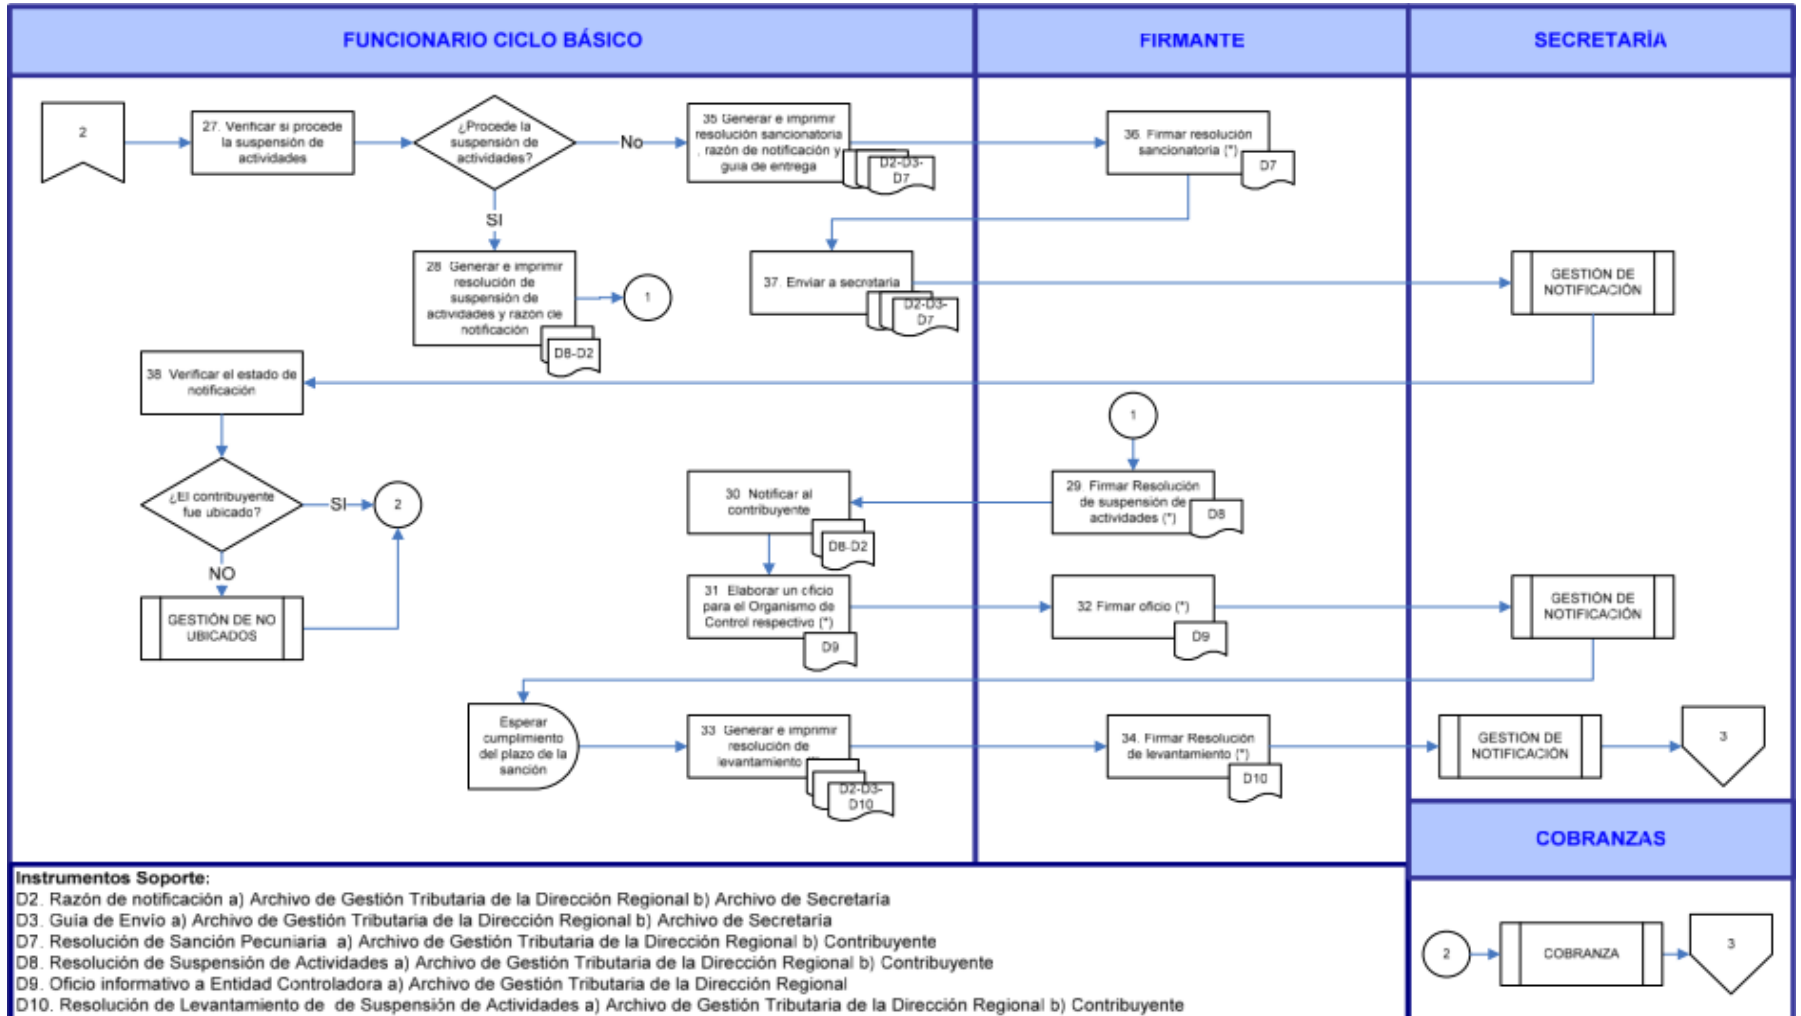 FUNCIONARIO CICLO BÁSICO
FIRMANTE
SECRETARÍA
2
27. Verificar si procede
la suspensión de
actividades
¿Procede la
suspensión de
actividades?
No
35 Generar e imprimir
resolución sancionatoria
, razón de notificación y
guia de entrega
D2-D3-
D7
36. Firmar resolución
sancionatoria (*)
D7
SI
28 Generar e imprimir
resolución de
suspensión de
actividades y razón de
notificación
D8-D2
1
37. Enviar a secretaria
D2-D3-
D7
GESTIÓN DE
NOTIFICACIÓN
38 Verificar el estado de
notificación
1
¿El contribuyente
fue ubicado?
SI
2
30 Notificar al
contribuyente
D8-D2
29. Firmar Resolución
de suspensión de
actividades (*)
D8
NO
GESTIÓN DE NO
UBICADOS
31 Elaborar un oficio
para el Organismo de
Control respectivo (*)
D9
32 Firmar oficio (*)
D9
GESTIÓN DE
NOTIFICACIÓN
Esperar
cumplimiento
del plazo de la
sanción
33 Generar e imprimir
resolución de
levantamiento
D2-D3-
D10
34. Firmar Resolución
de levantamiento (*)
D10
GESTION DE
NOTIFICACIÓN
3
COBRANZAS
2
COBRANZA
3
Instrumentos Soporte:
D2. Razón de notificación a) Archivo de Gestión Tributaria de la Dirección Regional b) Archivo de Secretaría
D3. Guía de Envío a) Archivo de Gestión Tributaria de la Dirección Regional b) Archivo de Secretaría
D7. Resolución de Sanción Pecuniaria a) Archivo de Gestión Tributaria de la Dirección Regional b) Contribuyente
D8. Resolución de Suspensión de Actividades a) Archivo de Gestión Tributaria de la Dirección Regional b) Contribuyente
D9. Oficio informativo a Entidad Controladora a) Archivo de Gestión Tributaria de la Dirección Regional
D10. Resolución de Levantamiento de de Suspensión de Actividades a) Archivo de Gestión Tributaria de la Dirección Regional b) Contribuyente